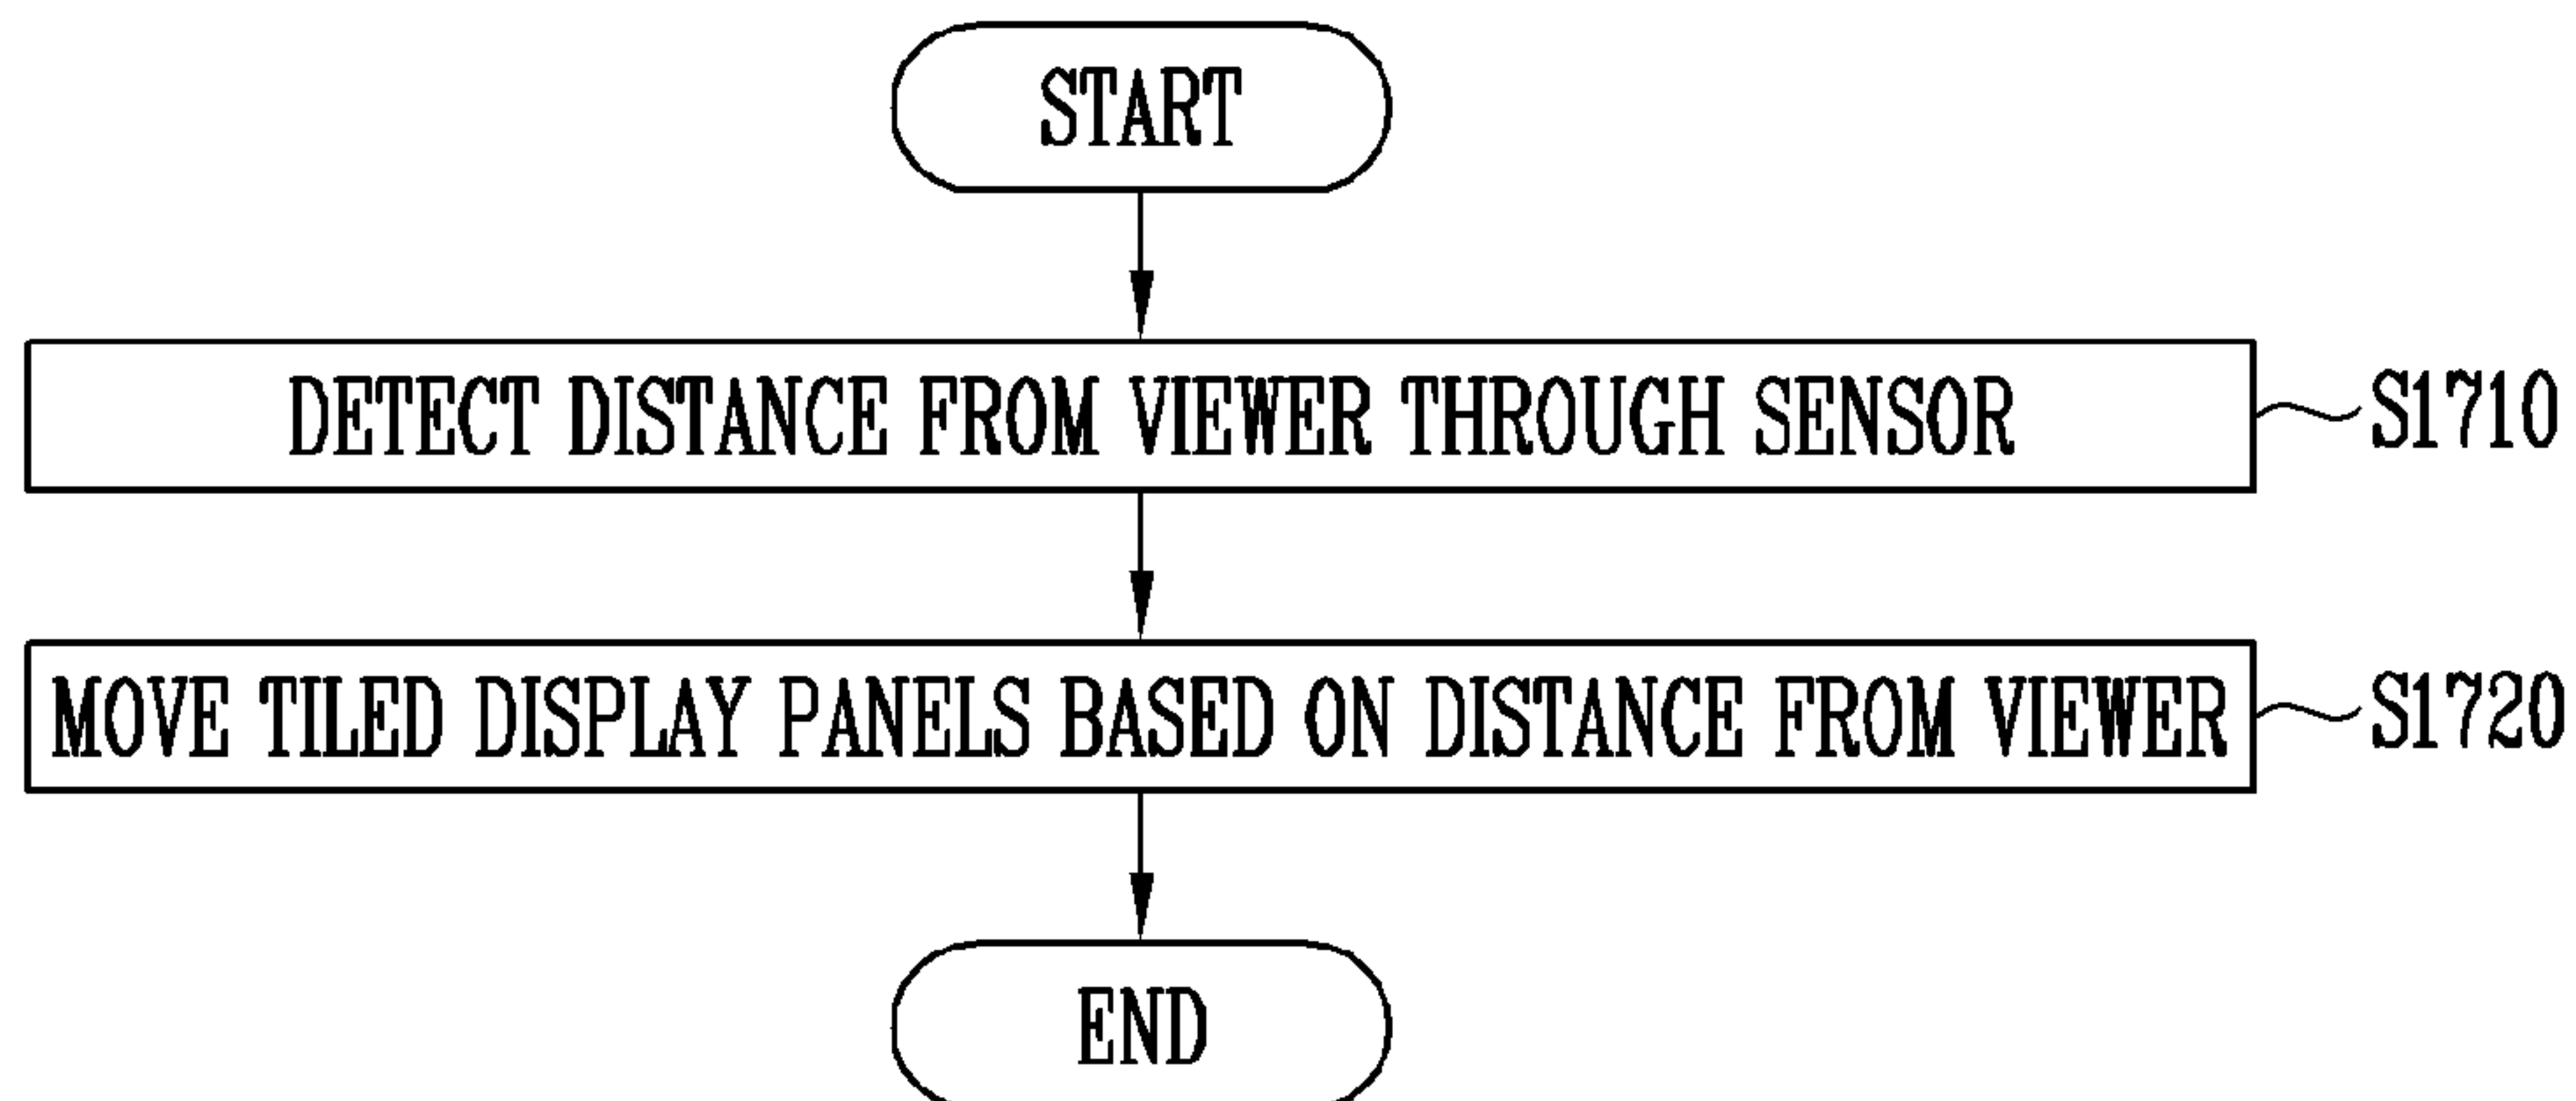 START
DETECT DISTANCE FROM VIEWER THROUGH SENSOR
S1710
MOVE TILED DISPLAY PANELS BASED ON DISTANCE FROM VIEWER
S1720
END